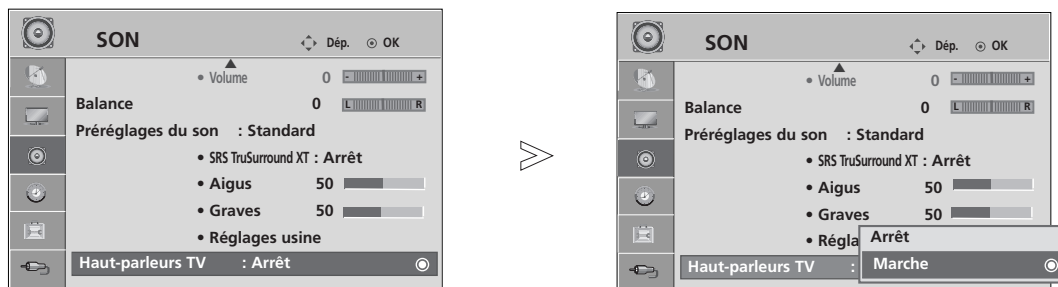 SON Dép. OK
• Volume 0 - +
Balance 0 L R
Préréglages du son : Standard
• SRS TruSurround XT : Arrêt
• Aigus 50
• Graves 50
• Réglages usine
Haut-parleurs TV : Arrêt
SON Dép. OK
• Volume 0 - +
Balance 0 L R
Préréglages du son : Standard
• SRS TruSurround XT : Arrêt
• Aigus 50
• Graves 50
• Régla
Arrêt
Haut-parleurs TV : Marche